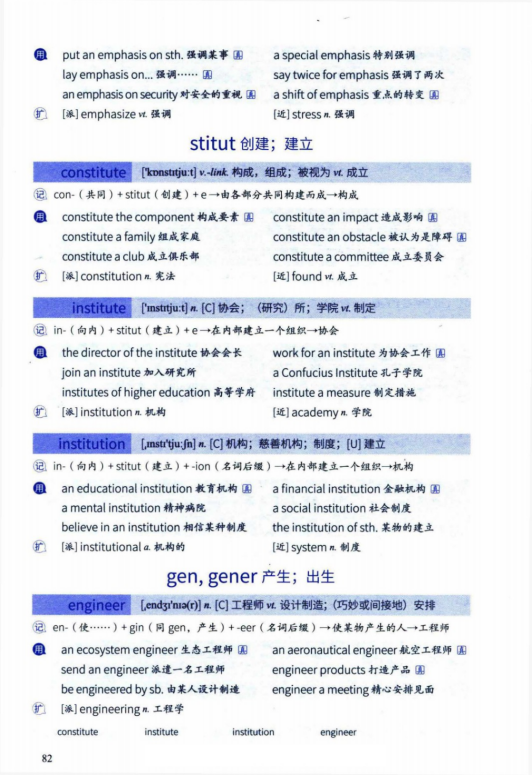 用 put an emphasis on sth. 强调某事 真 a special emphasis 特别强调
lay emphasis on... 强调…… 真 say twice for emphasis 强调了两次
an emphasis on security 对安全的重视 真 a shift of emphasis 重点的转变 真
扩 [派] emphasize vt. 强调 [近] stress n. 强调
stitut 创建；建立
constitute ['kɒnstɪtjuːt] v.-link. 构成，组成；被视为 vt. 成立
记 con-（共同）+ stitut（创建）+ e→由各部分共同构建而成→构成
用 constitute the component 构成要素 真 constitute an impact 造成影响 真
constitute a family 组成家庭 constitute an obstacle 被认为是障碍 真
constitute a club 成立俱乐部 constitute a committee 成立委员会
扩 [派] constitution n. 宪法 [近] found vt. 成立
institute ['ɪnstɪtjuːt] n. [C] 协会；（研究）所；学院 vt. 制定
记 in-（向内）+ stitut（建立）+ e→在内部建立一个组织→协会
用 the director of the institute 协会会长 work for an institute 为协会工作 真
join an institute 加入研究所 a Confucius Institute 孔子学院
institutes of higher education 高等学府 institute a measure 制定措施
扩 [派] institution n. 机构 [近] academy n. 学院
institution [ˌɪnstɪ'tjuːʃn] n. [C] 机构；慈善机构；制度；[U] 建立
记 in-（向内）+ stitut（建立）+ -ion（名词后缀）→在内部建立一个组织→机构
用 an educational institution 教育机构 真 a financial institution 金融机构 真
a mental institution 精神病院 a social institution 社会制度
believe in an institution 相信某种制度 the institution of sth. 某物的建立
扩 [派] institutional a. 机构的 [近] system n. 制度
gen, gener 产生；出生
engineer [ˌendʒɪ'nɪə(r)] n. [C] 工程师 vt. 设计制造；（巧妙或间接地）安排
记 en-（使……）+ gin（同 gen，产生）+ -eer（名词后缀）→使某物产生的人→工程师
用 an ecosystem engineer 生态工程师 真 an aeronautical engineer 航空工程师 真
send an engineer 派遣一名工程师 engineer products 打造产品 真
be engineered by sb. 由某人设计制造 engineer a meeting 精心安排见面
扩 [派] engineering n. 工程学
constitute institute institution engineer
82